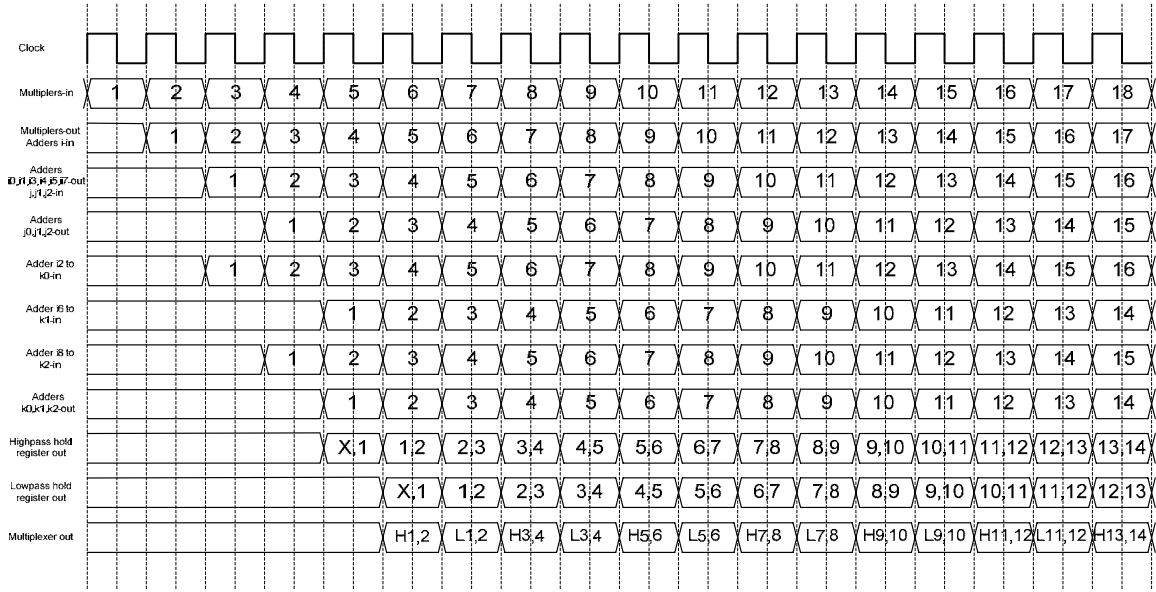 Clock
Multiplers-in
1 2 3 4 5 6 7 8 9 10 11 12 13 14 15 16 17 18
Multiplers-out
Adders i-in
1 2 3 4 5 6 7 8 9 10 11 12 13 14 15 16 17
Adders
i0,i1,i3,i4,i5,i7-out
j,j1,j2-in
1 2 3 4 5 6 7 8 9 10 11 12 13 14 15 16
Adders
j0,j1,j2-out
1 2 3 4 5 6 7 8 9 10 11 12 13 14 15
Adder i2 to
k0-in
1 2 3 4 5 6 7 8 9 10 11 12 13 14 15 16
Adder i6 to
k1-in
1 2 3 4 5 6 7 8 9 10 11 12 13 14
Adder i8 to
k2-in
1 2 3 4 5 6 7 8 9 10 11 12 13 14 15
Adders
k0,k1,k2-out
1 2 3 4 5 6 7 8 9 10 11 12 13 14
Highpass hold
register out
X,1 1,2 2,3 3,4 4,5 5,6 6,7 7,8 8,9 9,10 10,11 11,12 12,13 13,14
Lowpass hold
register out
X,1 1,2 2,3 3,4 4,5 5,6 6,7 7,8 8,9 9,10 10,11 11,12 12,13
Multiplexer out
H1,2 L1,2 H3,4 L3,4 H5,6 L5,6 H7,8 L7,8 H9,10 L9,10 H11,12 L11,12 H13,14